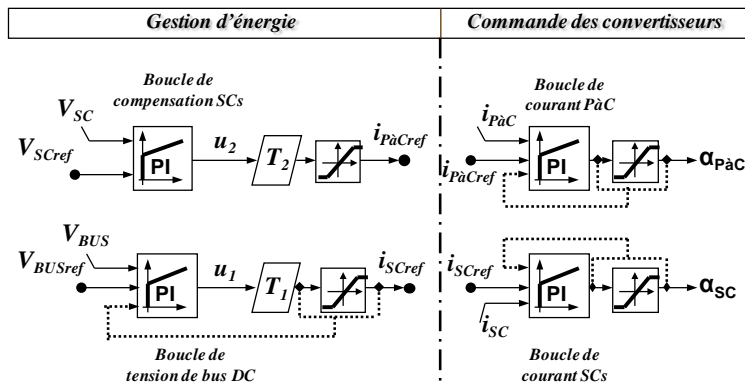 Gestion d'énergie
Commande des convertisseurs
Boucle de
compensation SCs
V_SC
V_SCref
PI
u_2
T_2
i_PàCref
Boucle de
courant PàC
i_PàC
i_PàCref
PI
α_PàC
V_BUS
V_BUSref
PI
u_1
T_1
i_SCref
Boucle de
tension de bus DC
i_SCref
i_SC
PI
α_SC
Boucle de
courant SCs